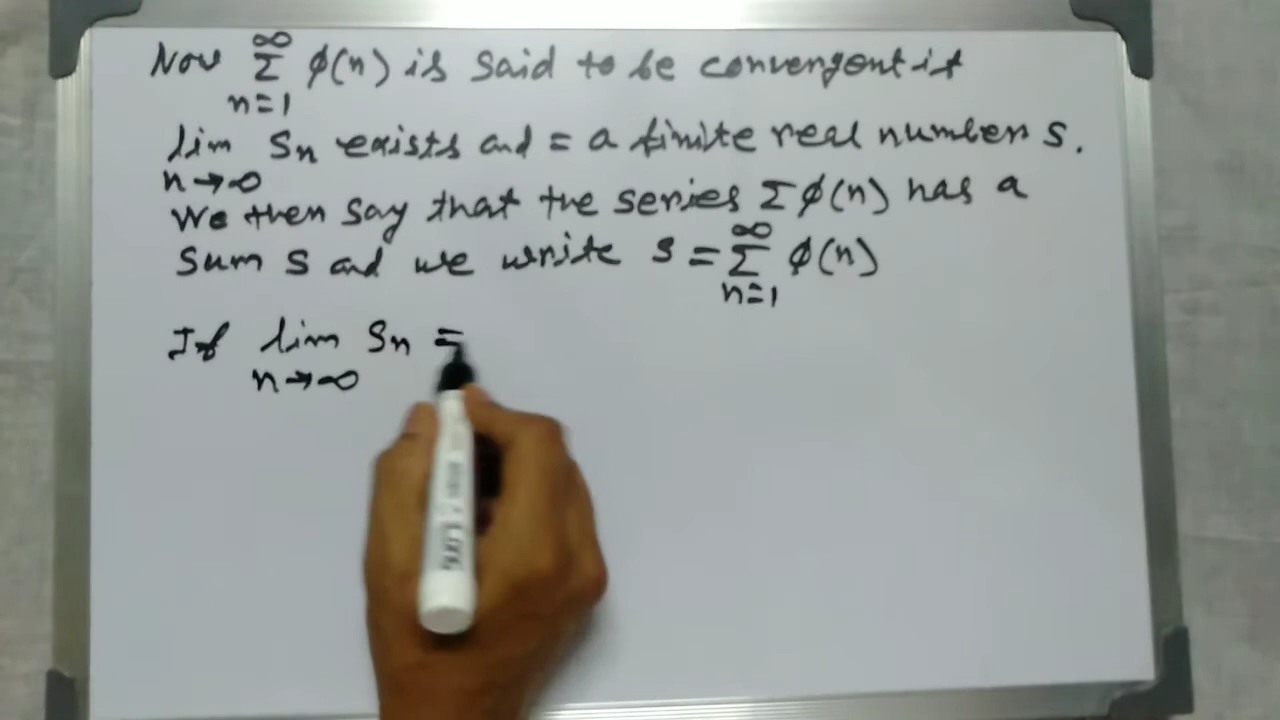 Now ∞ Σ n=1 φ(n) is said to be convergent if
lim n→∞ Sn exists and = a finite real number S.
We then say that the series Σ φ(n) has a
sum S and we write S = ∞ Σ n=1 φ(n)
If lim n→∞ Sn =